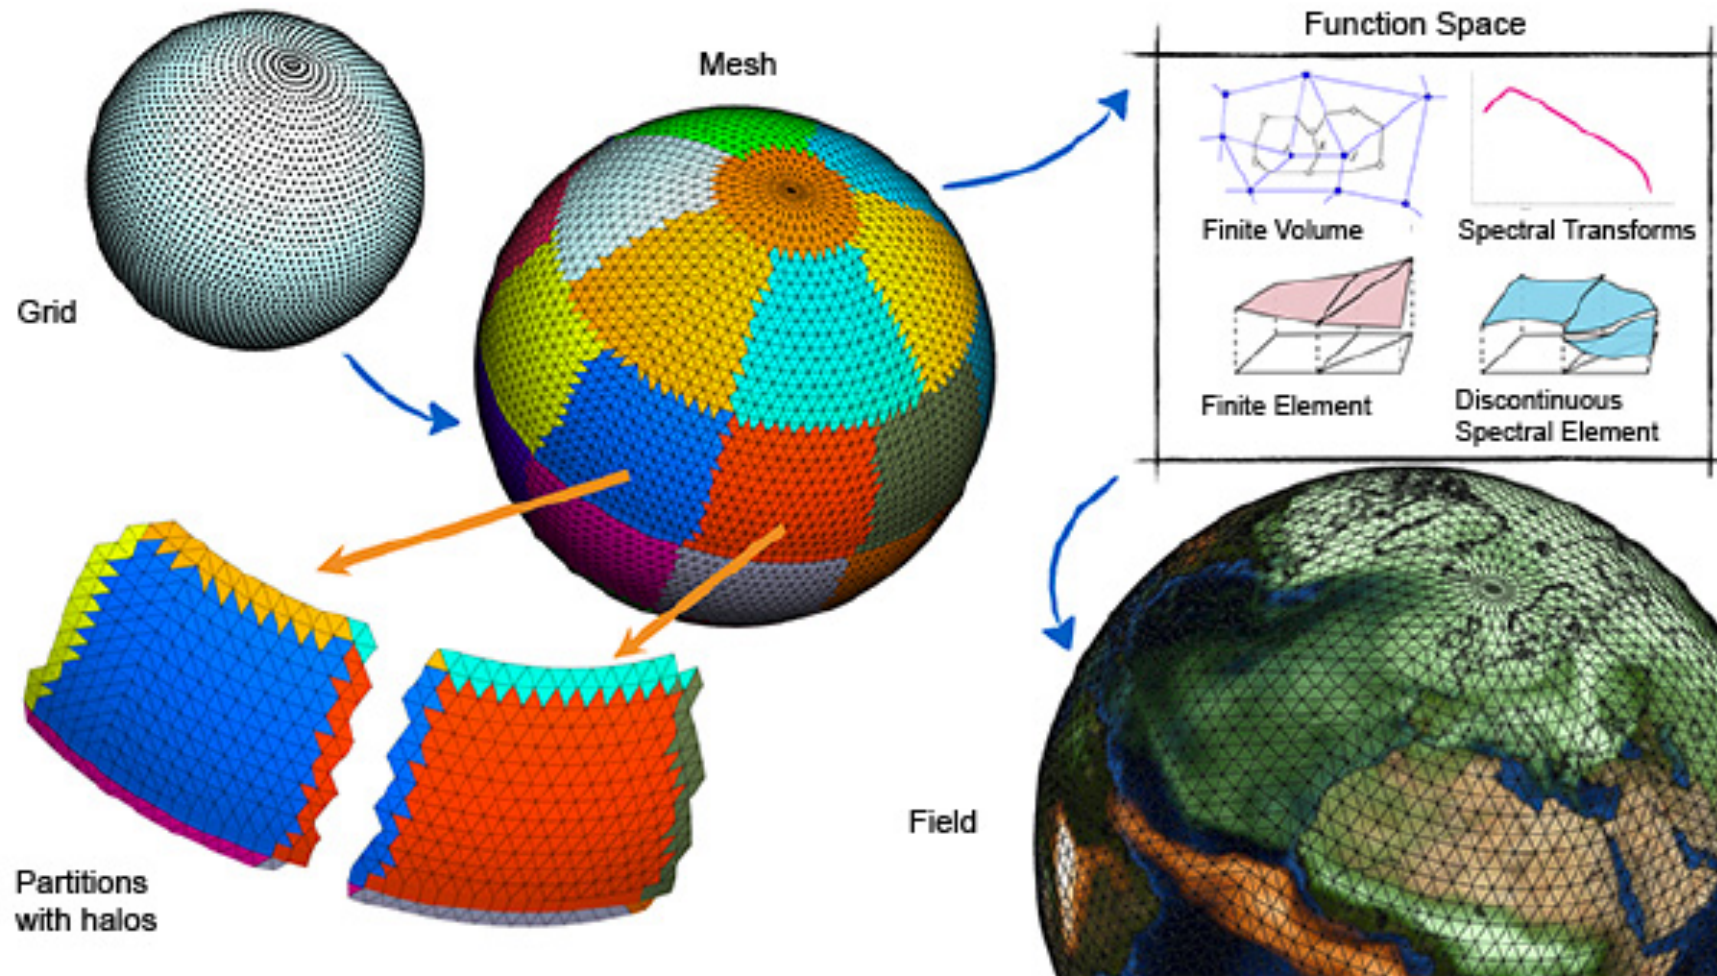 Function Space
Mesh
Finite Volume
Spectral Transforms
Grid
Finite Element
Discontinuous
Spectral Element
Field
Partitions
with halos